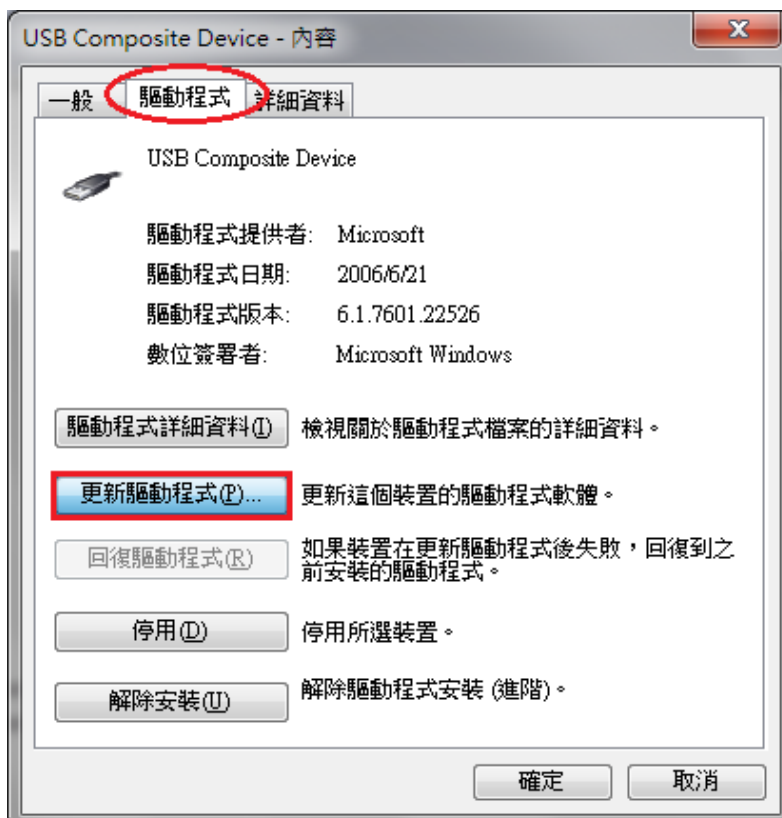 USB Composite Device - 內容
一般 驅動程式 詳細資料
USB Composite Device
驅動程式提供者: Microsoft
驅動程式日期: 2006/6/21
驅動程式版本: 6.1.7601.22526
數位簽署者: Microsoft Windows
驅動程式詳細資料(I) 檢視關於驅動程式檔案的詳細資料。
更新驅動程式(P)... 更新這個裝置的驅動程式軟體。
回復驅動程式(R) 如果裝置在更新驅動程式後失敗，回復到之
前安裝的驅動程式。
停用(D) 停用所選裝置。
解除安裝(U) 解除驅動程式安裝 (進階)。
確定 取消